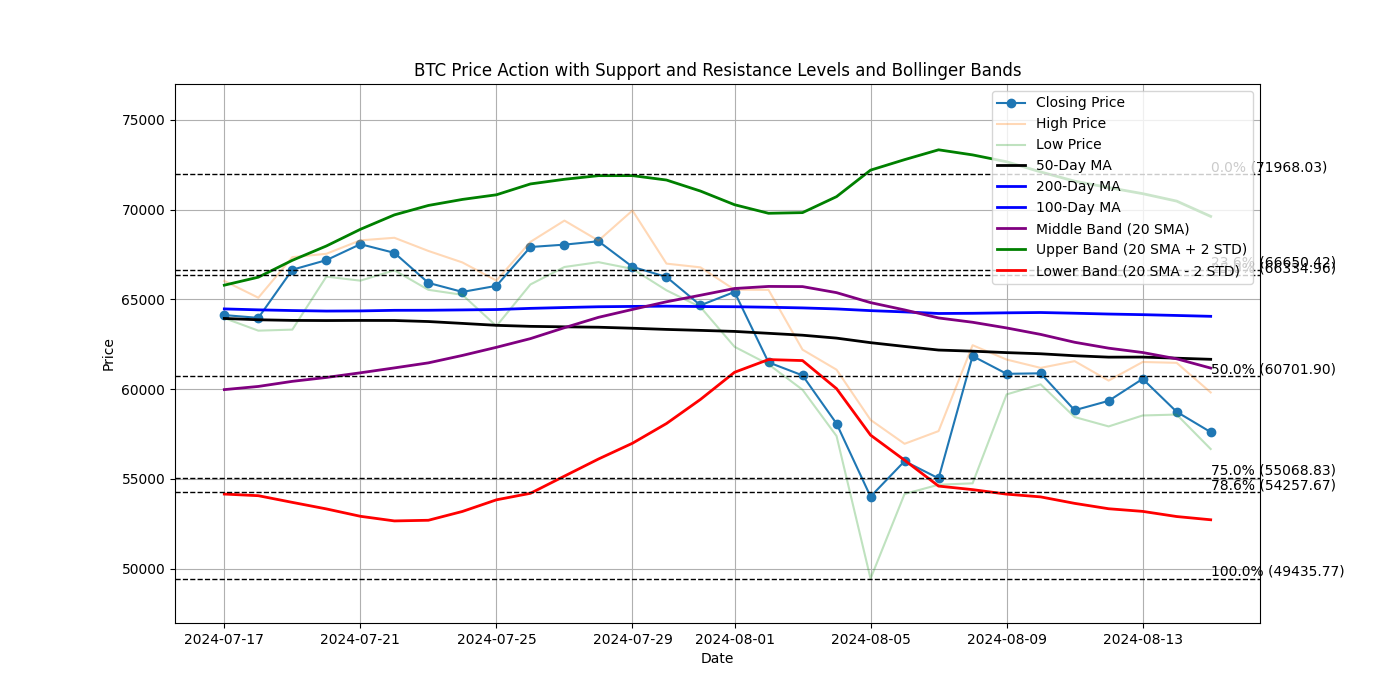 BTC Price Action with Support and Resistance Levels and Bollinger Bands
Closing Price
High Price
Low Price
50-Day MA
200-Day MA
100-Day MA
Middle Band (20 SMA)
Upper Band (20 SMA + 2 STD)
Lower Band (20 SMA - 2 STD)
0.0% (71968.03)
23.6% (66650.42)
(66334.96)
50.0% (60701.90)
75.0% (55068.83)
78.6% (54257.67)
100.0% (49435.77)
Price
75000
70000
65000
60000
55000
50000
2024-07-17
2024-07-21
2024-07-25
2024-07-29
2024-08-01
2024-08-05
2024-08-09
2024-08-13
Date